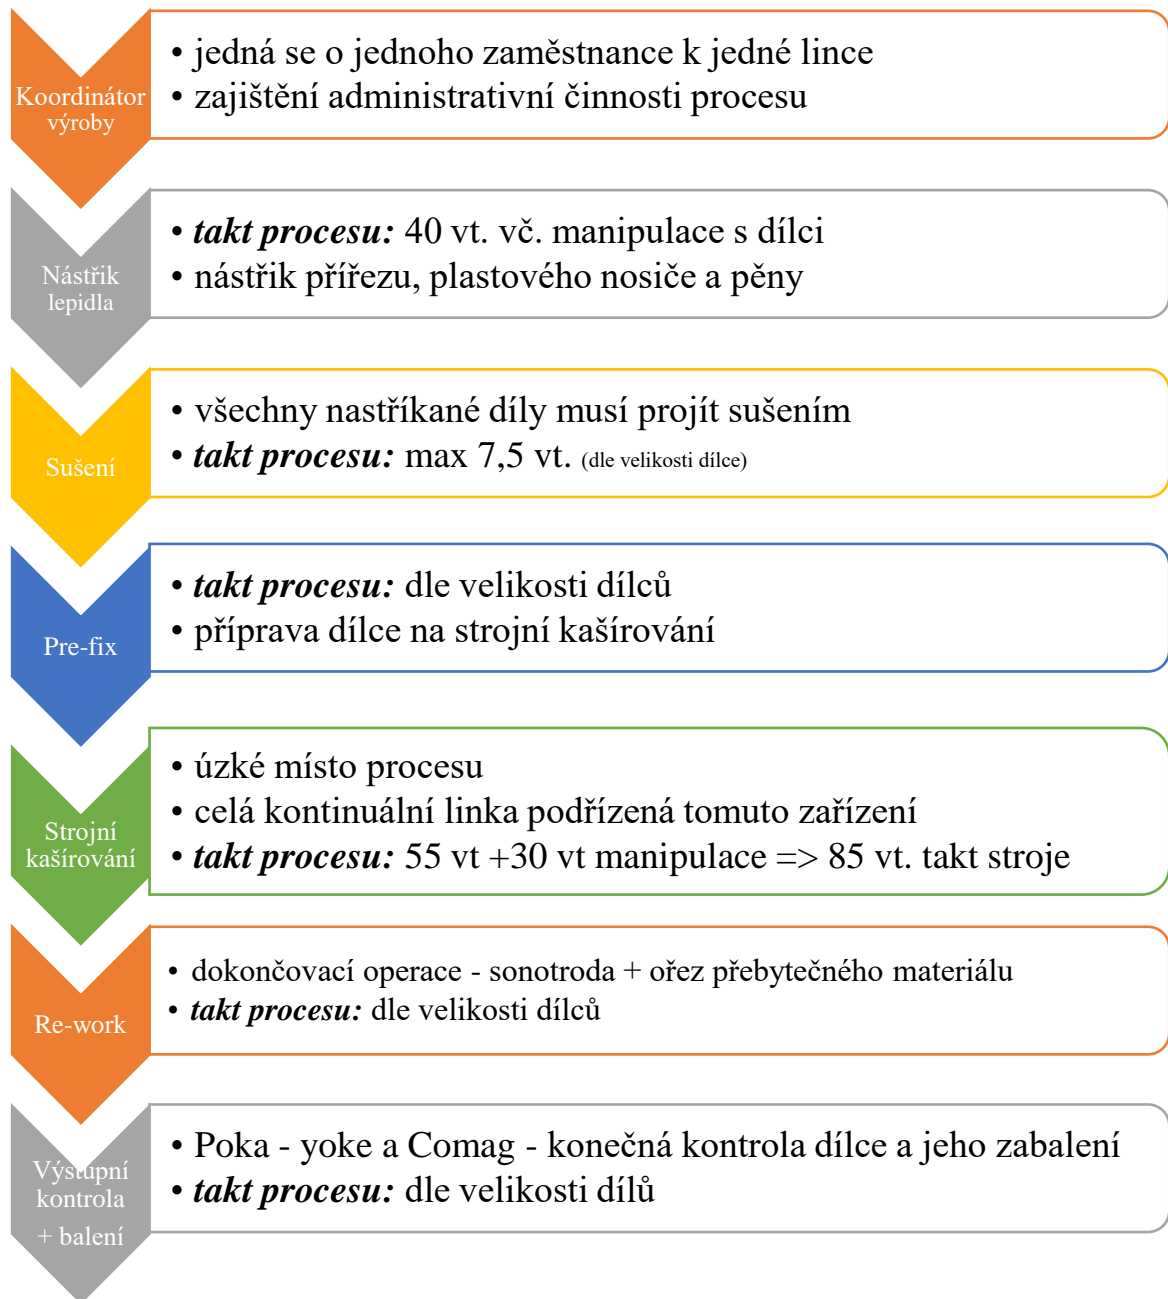 Koordinátor
výroby
• jedná se o jednoho zaměstnance k jedné lince
• zajištění administrativní činnosti procesu
Nástřik
lepidla
• takt procesu: 40 vt. vč. manipulace s dílci
• nástřik přířezu, plastového nosiče a pěny
Sušení
• všechny nastříkané díly musí projít sušením
• takt procesu: max 7,5 vt. (dle velikosti dílce)
Pre-fix
• takt procesu: dle velikosti dílců
• příprava dílce na strojní kašírování
Strojní
kašírování
• úzké místo procesu
• celá kontinuální linka podřízená tomuto zařízení
• takt procesu: 55 vt +30 vt manipulace => 85 vt. takt stroje
Re-work
• dokončovací operace - sonotroda + ořez přebytečného materiálu
• takt procesu: dle velikosti dílců
Výstupní
kontrola
+ balení
• Poka - yoke a Comag - konečná kontrola dílce a jeho zabalení
• takt procesu: dle velikosti dílů